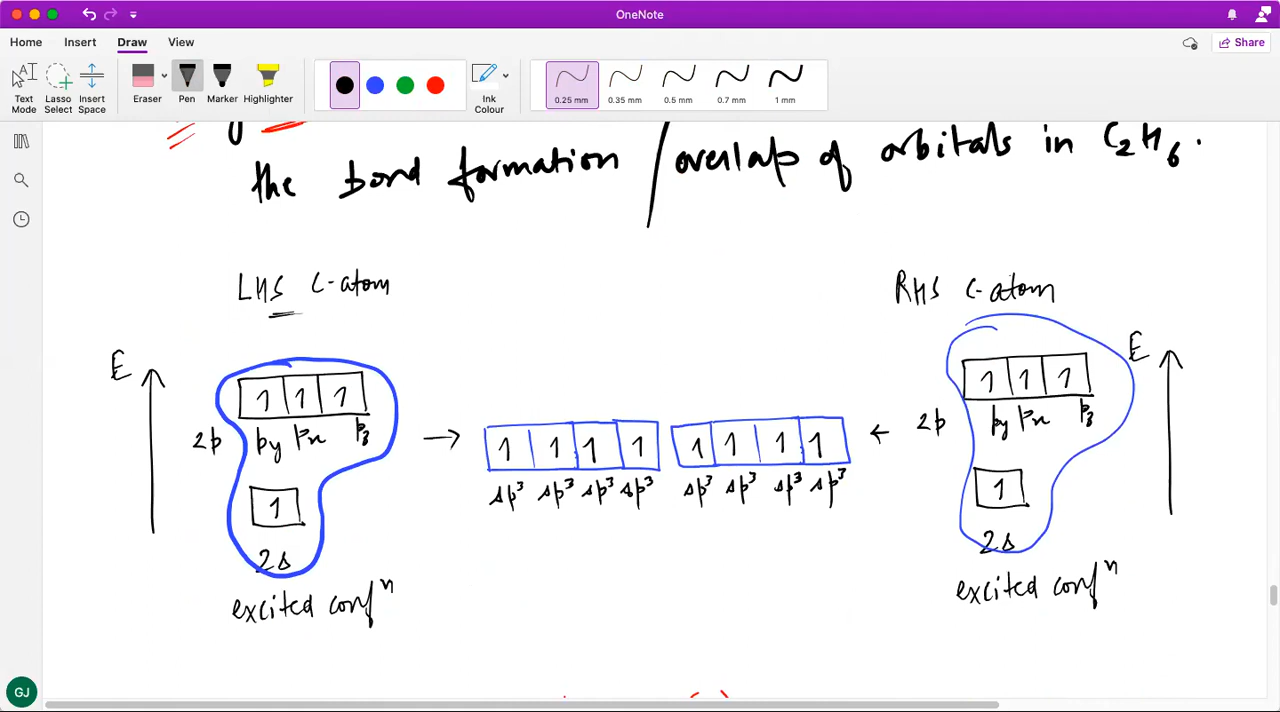 OneNote
Home Insert Draw View
Share
Text Mode
Lasso Select
Insert Space
Eraser
Pen
Marker
Highlighter
Ink Colour
0.25 mm
0.35 mm
0.5 mm
0.7 mm
1 mm
the bond formation / overlap of orbitals in C2H6.
LHS C-atom
RHS C-atom
E
E
1 1 1
1 1 1
2p py px pz
2p py px pz
1 1 1 1
1 1 1 1
→
←
sp³ sp³ sp³ sp³
sp³ sp³ sp³ sp³
1
1
2s
2s
excited confⁿ
excited confⁿ
GJ